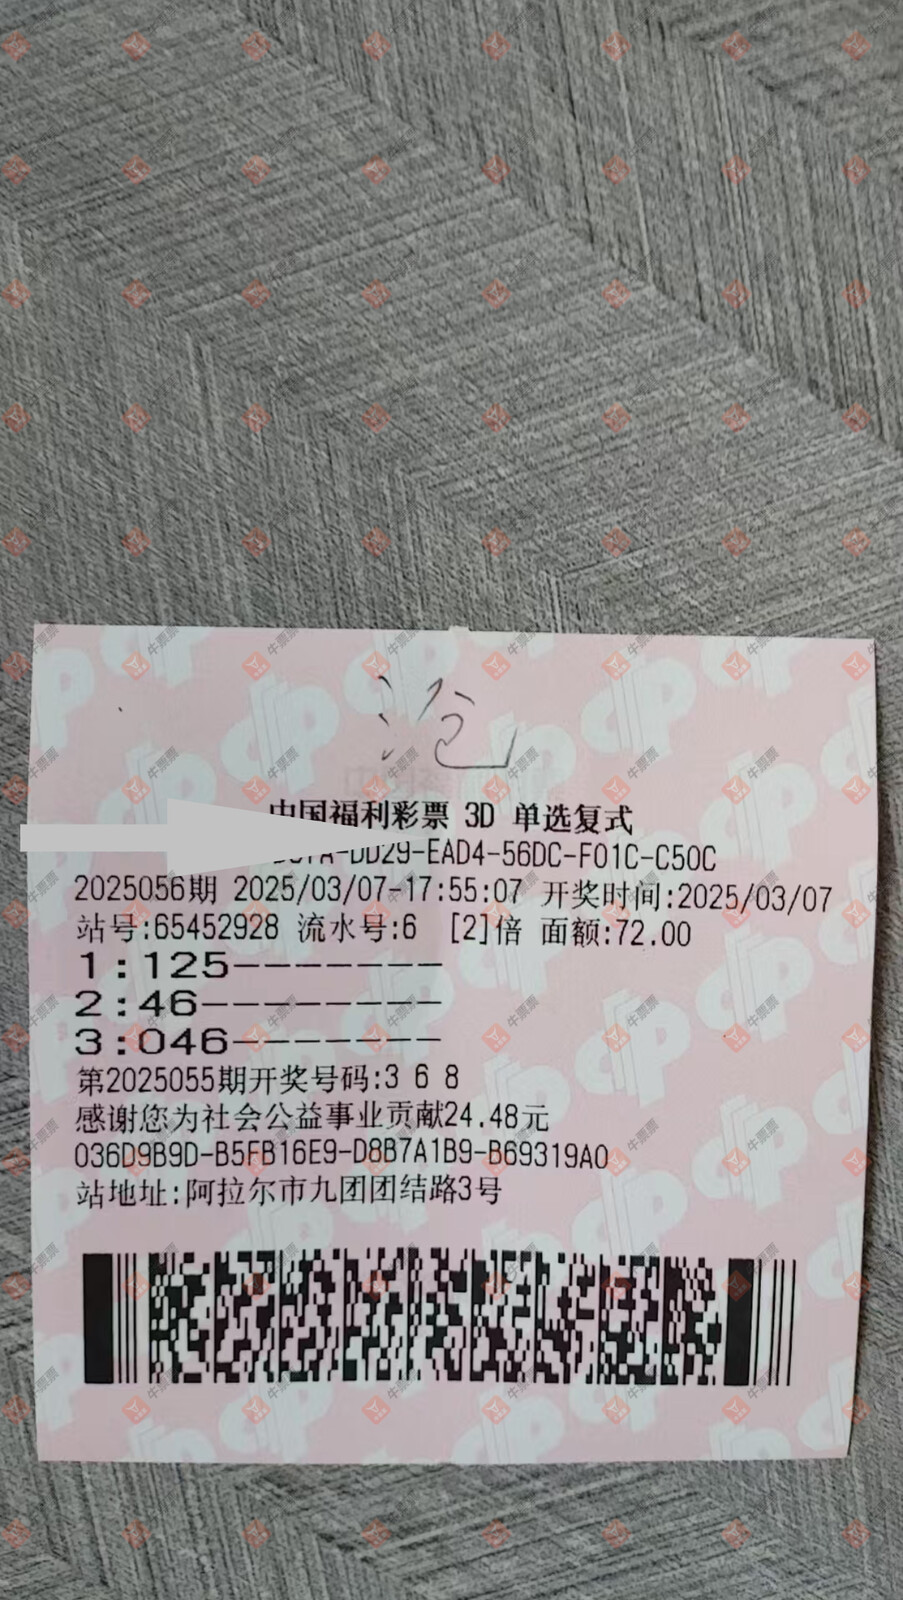 中国福利彩票 3D 单选复式
-DD29-EAD4-56DC-F01C-C50C
2025056期 2025/03/07-17:55:07 开奖时间:2025/03/07
站号:65452928 流水号:6 [2]倍 面额:72.00
1:125-------
2:46--------
3:046-------
第2025055期开奖号码:3 6 8
感谢您为社会公益事业贡献24.48元
036D9B9D-B5FB16E9-D8B7A1B9-B69319A0
站地址:阿拉尔市九团团结路3号
牛票票